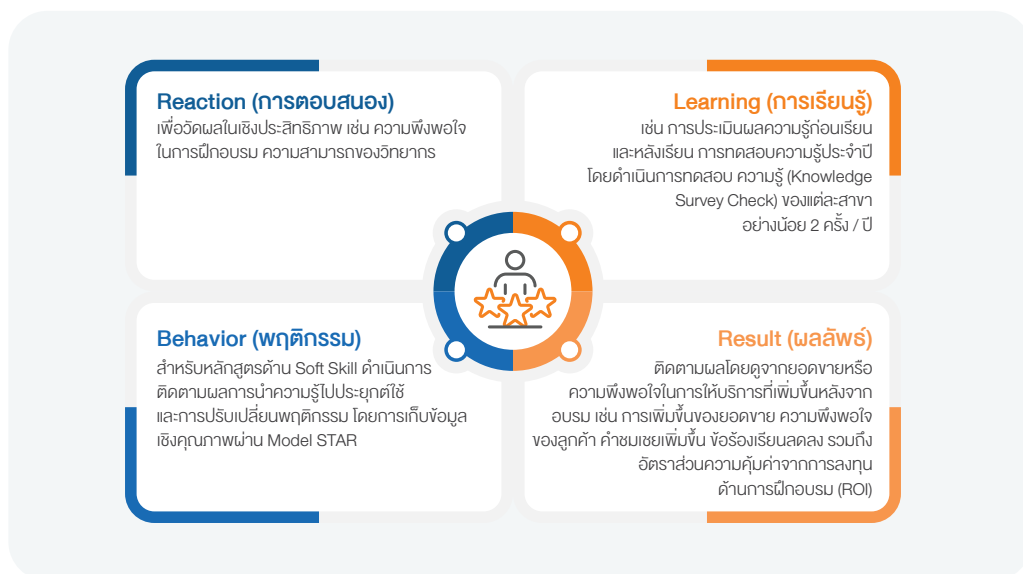 Reaction (การตอบสนอง)
เพื่อวัดผลในเชิงประสิทธิภาพ เช่น ความพึงพอใจ
ในการฝึกอบรม ความสามารถของวิทยากร
Learning (การเรียนรู้)
เช่น การประเมินผลความรู้ก่อนเรียน
และหลังเรียน การทดสอบความรู้ประจำปี
โดยดำเนินการทดสอบ ความรู้ (Knowledge
Survey Check) ของแต่ละสาขา
อย่างน้อย 2 ครั้ง / ปี
Behavior (พฤติกรรม)
สำหรับหลักสูตรด้าน Soft Skill ดำเนินการ
ติดตามผลการนำความรู้ไปประยุกต์ใช้
และการปรับเปลี่ยนพฤติกรรม โดยการเก็บข้อมูล
เชิงคุณภาพผ่าน Model STAR
Result (ผลลัพธ์)
ติดตามผลโดยดูจากยอดขายหรือ
ความพึงพอใจในการให้บริการที่เพิ่มขึ้นหลังจาก
อบรม เช่น การเพิ่มขึ้นของยอดขาย ความพึงพอใจ
ของลูกค้า คำชมเชยเพิ่มขึ้น ข้อร้องเรียนลดลง รวมถึง
อัตราส่วนความคุ้มค่าจากการลงทุน
ด้านการฝึกอบรม (ROI)